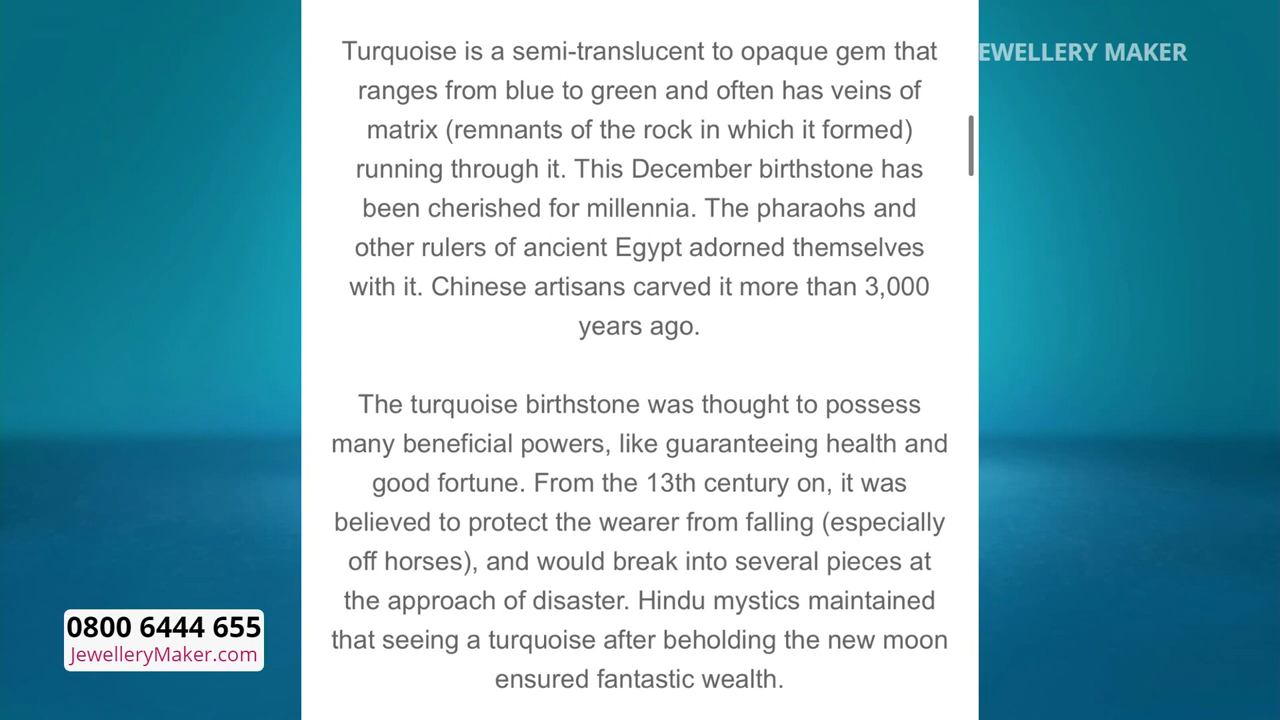 Turquoise is a semi-translucent to opaque gem that
ranges from blue to green and often has veins of
matrix (remnants of the rock in which it formed)
running through it. This December birthstone has
been cherished for millennia. The pharaohs and
other rulers of ancient Egypt adorned themselves
with it. Chinese artisans carved it more than 3,000
years ago.
The turquoise birthstone was thought to possess
many beneficial powers, like guaranteeing health and
good fortune. From the 13th century on, it was
believed to protect the wearer from falling (especially
off horses), and would break into several pieces at
the approach of disaster. Hindu mystics maintained
that seeing a turquoise after beholding the new moon
ensured fantastic wealth.
EWELLERY MAKER
0800 6444 655
JewelleryMaker.com